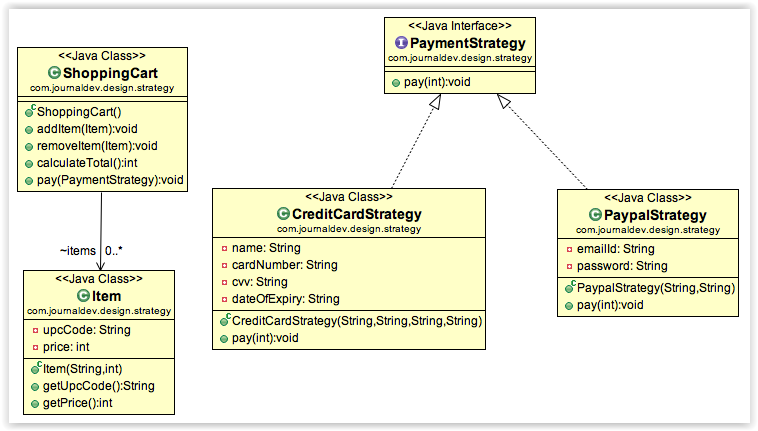 <<Java Class>>
ShoppingCart
com.journaldev.design.strategy
ShoppingCart()
addItem(Item):void
removeItem(Item):void
calculateTotal():int
pay(PaymentStrategy):void
~items 0..*
<<Java Class>>
Item
com.journaldev.design.strategy
upcCode: String
price: int
Item(String,int)
getUpcCode():String
getPrice():int
<<Java Interface>>
PaymentStrategy
com.journaldev.design.strategy
pay(int):void
<<Java Class>>
CreditCardStrategy
com.journaldev.design.strategy
name: String
cardNumber: String
cvv: String
dateOfExpiry: String
CreditCardStrategy(String,String,String,String)
pay(int):void
<<Java Class>>
PaypalStrategy
com.journaldev.design.strategy
emailId: String
password: String
PaypalStrategy(String,String)
pay(int):void